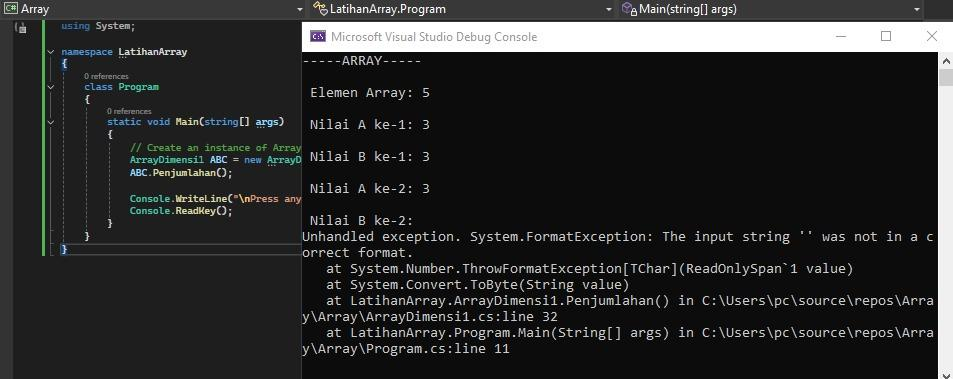 Array
LatihanArray.Program
Main(string[] args)
using System;
namespace LatihanArray
{
0 references
class Program
{
0 references
static void Main(string[] args)
{
// Create an instance of Array
ArrayDimensi1 ABC = new ArrayD
ABC.Penjumlahan();
Console.WriteLine("\nPress any
Console.ReadKey();
}
}
}
Microsoft Visual Studio Debug Console
-----ARRAY-----
Elemen Array: 5
Nilai A ke-1: 3
Nilai B ke-1: 3
Nilai A ke-2: 3
Nilai B ke-2:
Unhandled exception. System.FormatException: The input string '' was not in a c
orrect format.
at System.Number.ThrowFormatException[TChar](ReadOnlySpan`1 value)
at System.Convert.ToByte(String value)
at LatihanArray.ArrayDimensi1.Penjumlahan() in C:\Users\pc\source\repos\Arra
y\Array\ArrayDimensi1.cs:line 32
at LatihanArray.Program.Main(String[] args) in C:\Users\pc\source\repos\Arra
y\Array\Program.cs:line 11